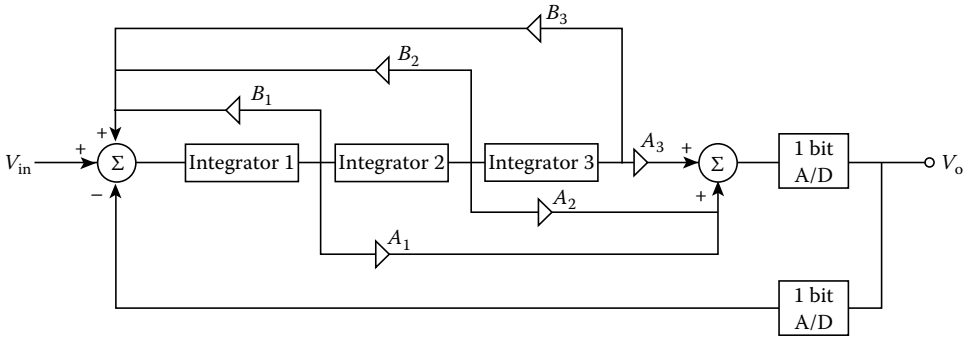 B3
B2
B1
Vin
+
+
−
Σ
Integrator 1
Integrator 2
Integrator 3
A3
+
+
Σ
1 bit
A/D
Vo
A2
A1
1 bit
A/D